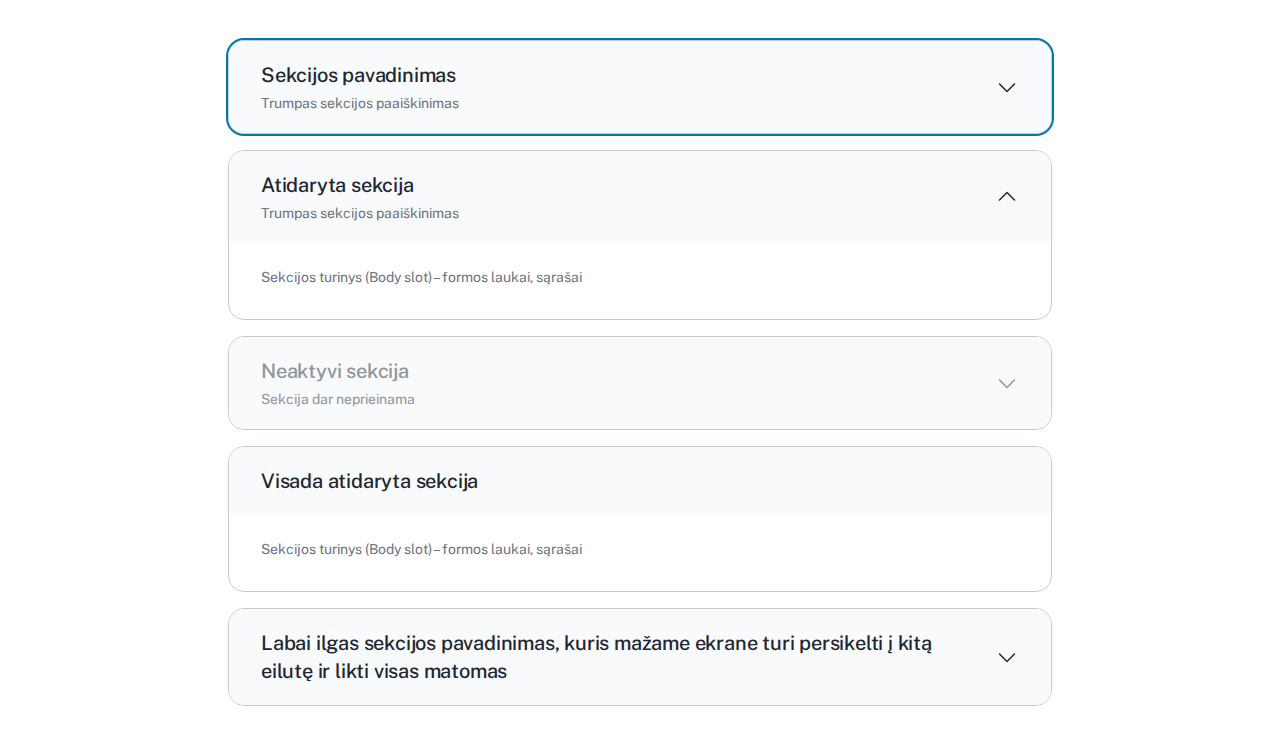 Sekcijos pavadinimas
Trumpas sekcijos paaiškinimas
Atidaryta sekcija
Trumpas sekcijos paaiškinimas
Sekcijos turinys (Body slot) – formos laukai, sąrašai
Neaktyvi sekcija
Sekcija dar neprieinama
Visada atidaryta sekcija
Sekcijos turinys (Body slot) – formos laukai, sąrašai
Labai ilgas sekcijos pavadinimas, kuris mažame ekrane turi persikelti į kitą
eilutę ir likti visas matomas